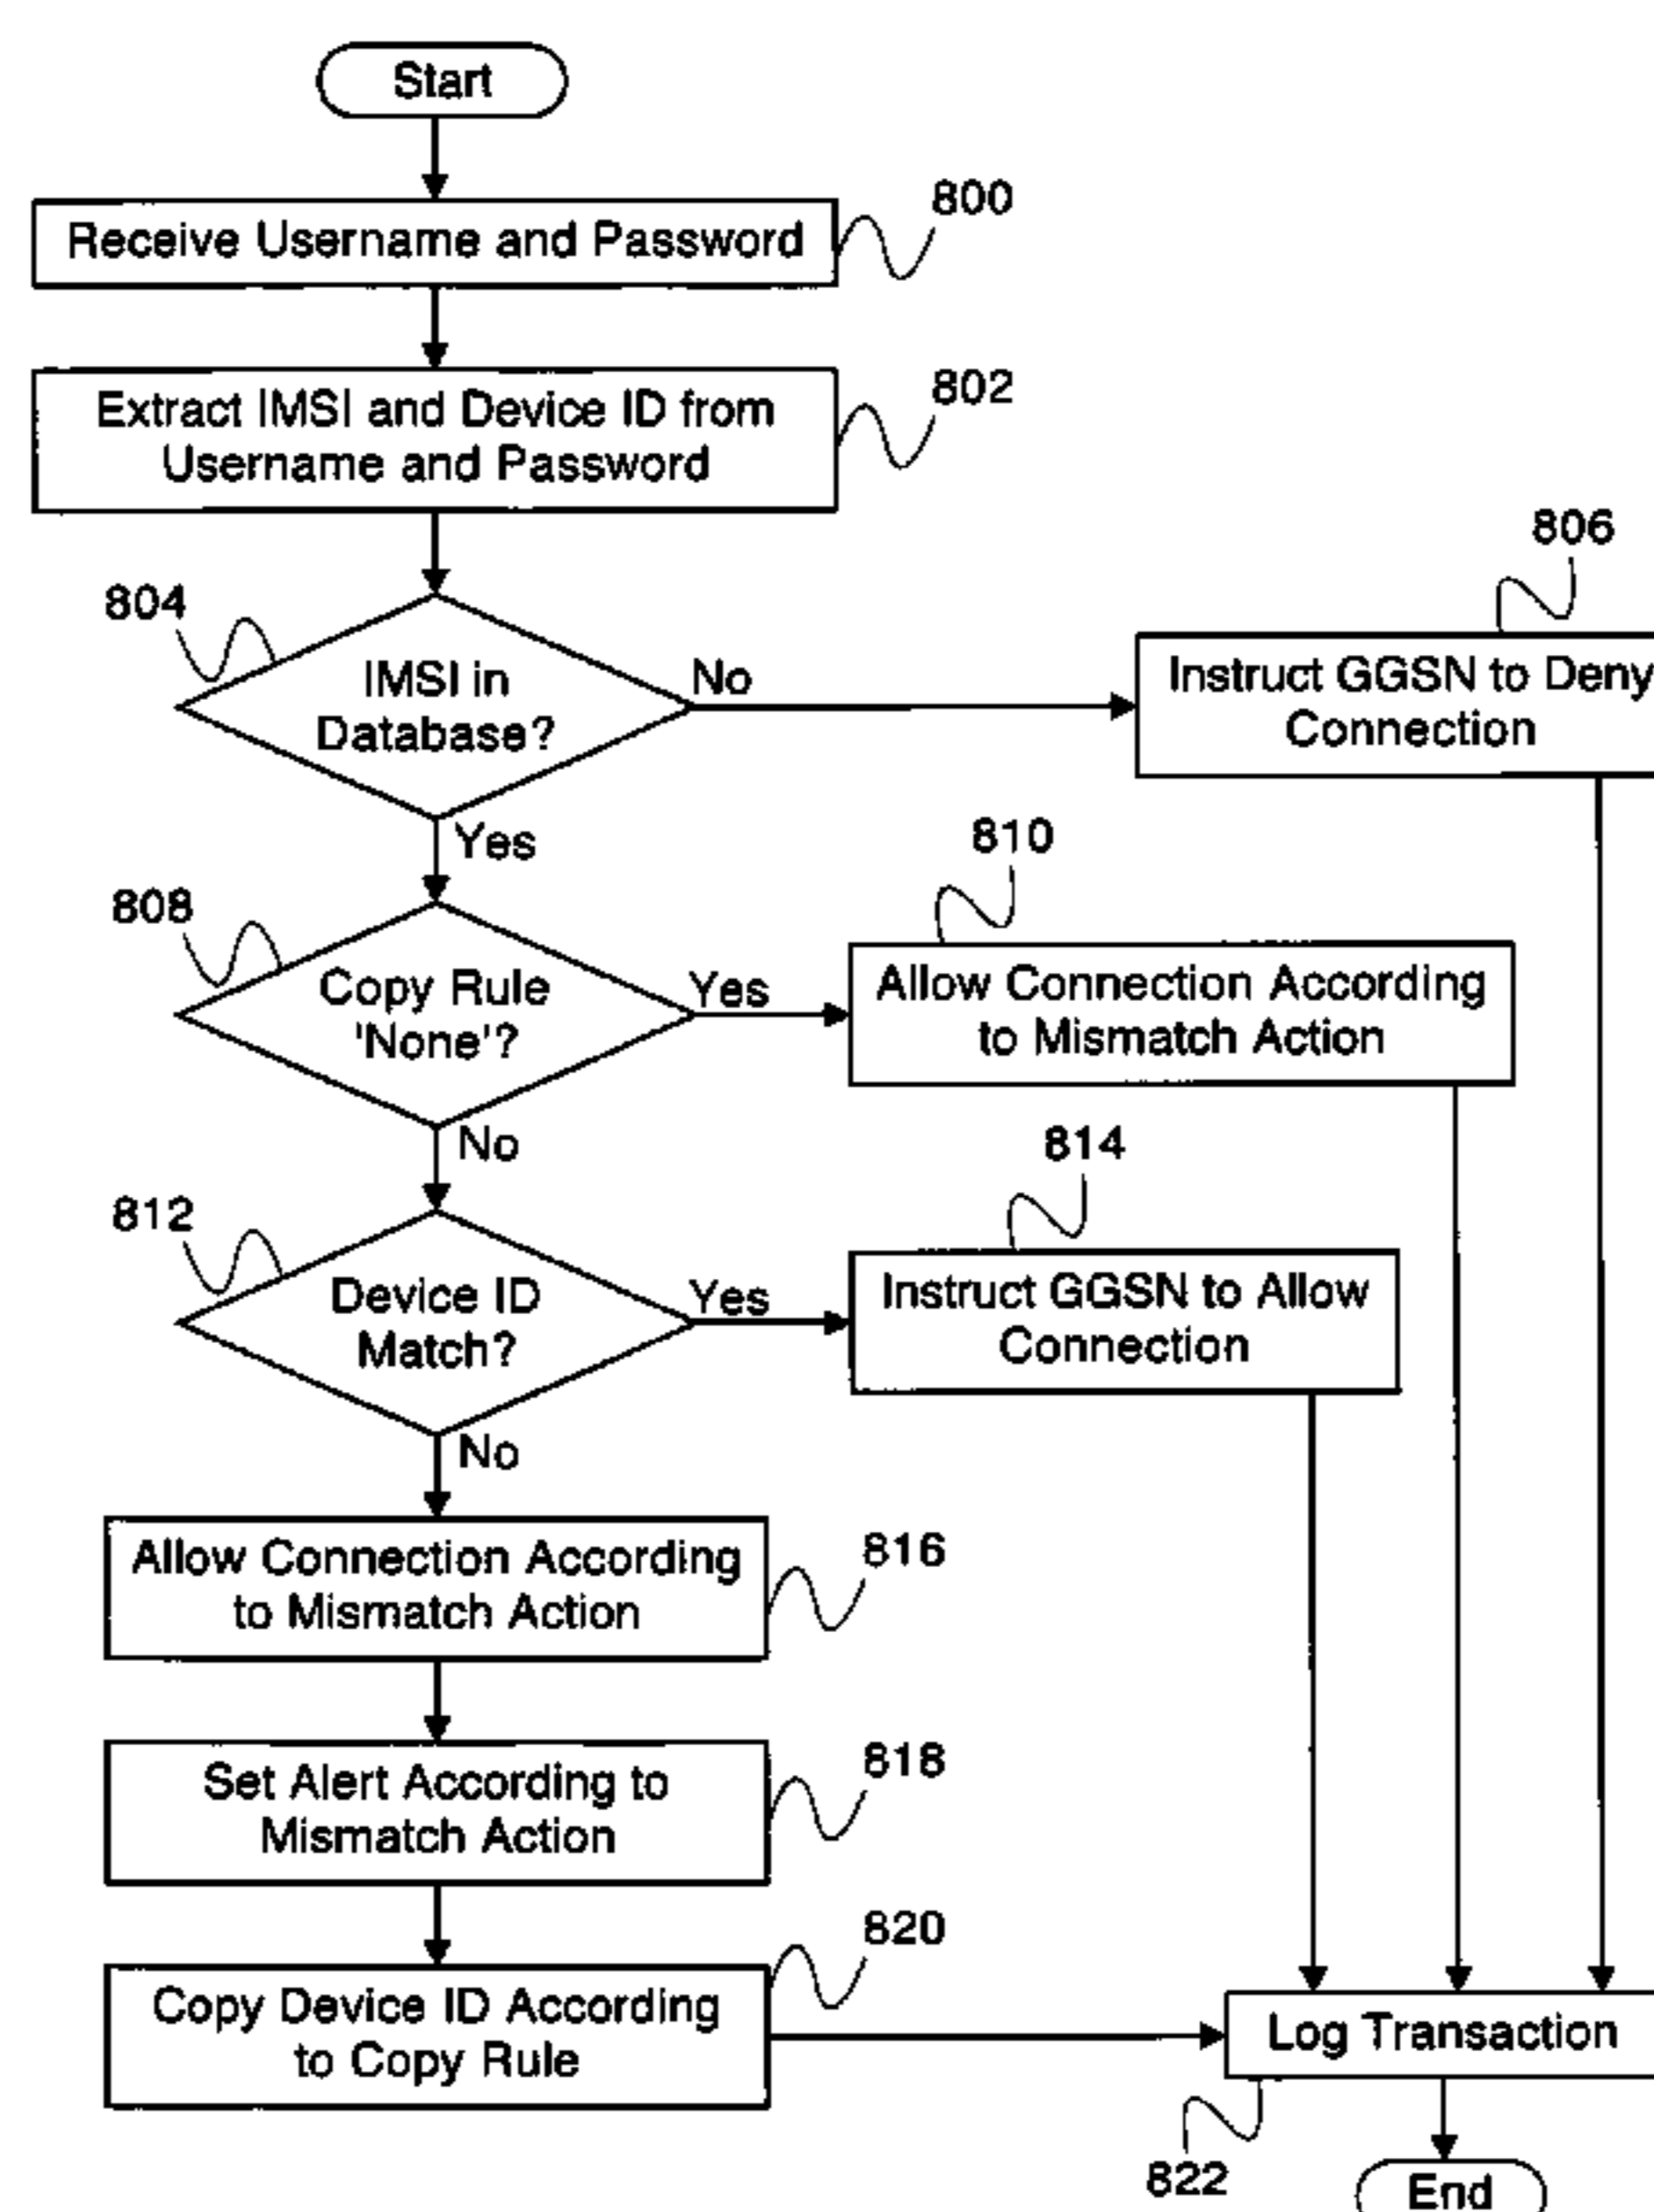 Start
800
Receive Username and Password
802
Extract IMSI and Device ID from
Username and Password
806
804
IMSI in
Database?
No
Instruct GGSN to Deny
Connection
Yes
810
808
Copy Rule
'None'?
Yes
Allow Connection According
to Mismatch Action
No
814
812
Device ID
Match?
Yes
Instruct GGSN to Allow
Connection
No
816
Allow Connection According
to Mismatch Action
818
Set Alert According to
Mismatch Action
820
Copy Device ID According
to Copy Rule
Log Transaction
822
End